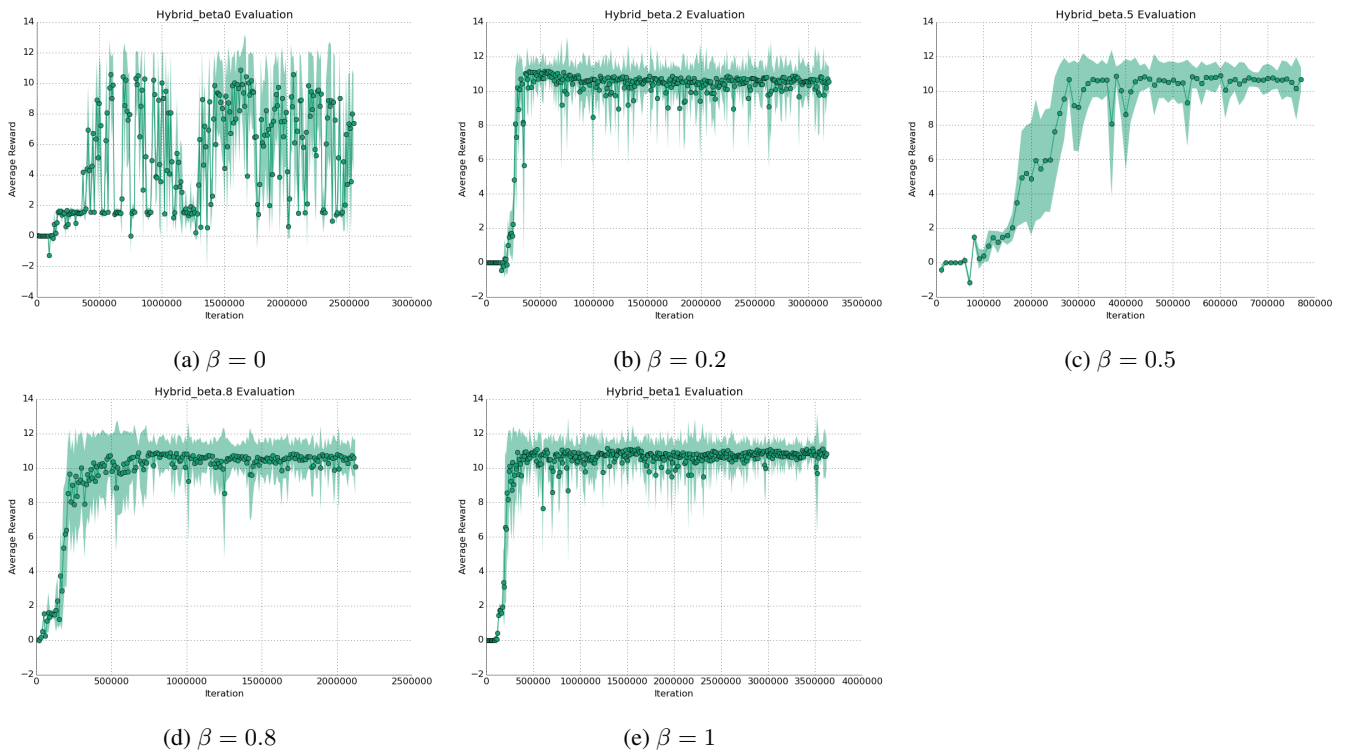 Hybrid_beta0 Evaluation
14
12
10
8
6
4
2
0
−2
−4
Average Reward
0 500000 1000000 1500000 2000000 2500000 3000000
Iteration
(a) β = 0
Hybrid_beta.2 Evaluation
14
12
10
8
6
4
2
0
−2
Average Reward
0 500000 1000000 1500000 2000000 2500000 3000000 3500000
Iteration
(b) β = 0.2
Hybrid_beta.5 Evaluation
14
12
10
8
6
4
2
0
−2
Average Reward
0 100000 200000 300000 400000 500000 600000 700000 800000
Iteration
(c) β = 0.5
Hybrid_beta.8 Evaluation
14
12
10
8
6
4
2
0
−2
Average Reward
0 500000 1000000 1500000 2000000 2500000
Iteration
(d) β = 0.8
Hybrid_beta1 Evaluation
14
12
10
8
6
4
2
0
−2
Average Reward
0 500000 1000000 1500000 2000000 2500000 3000000 3500000 4000000
Iteration
(e) β = 1